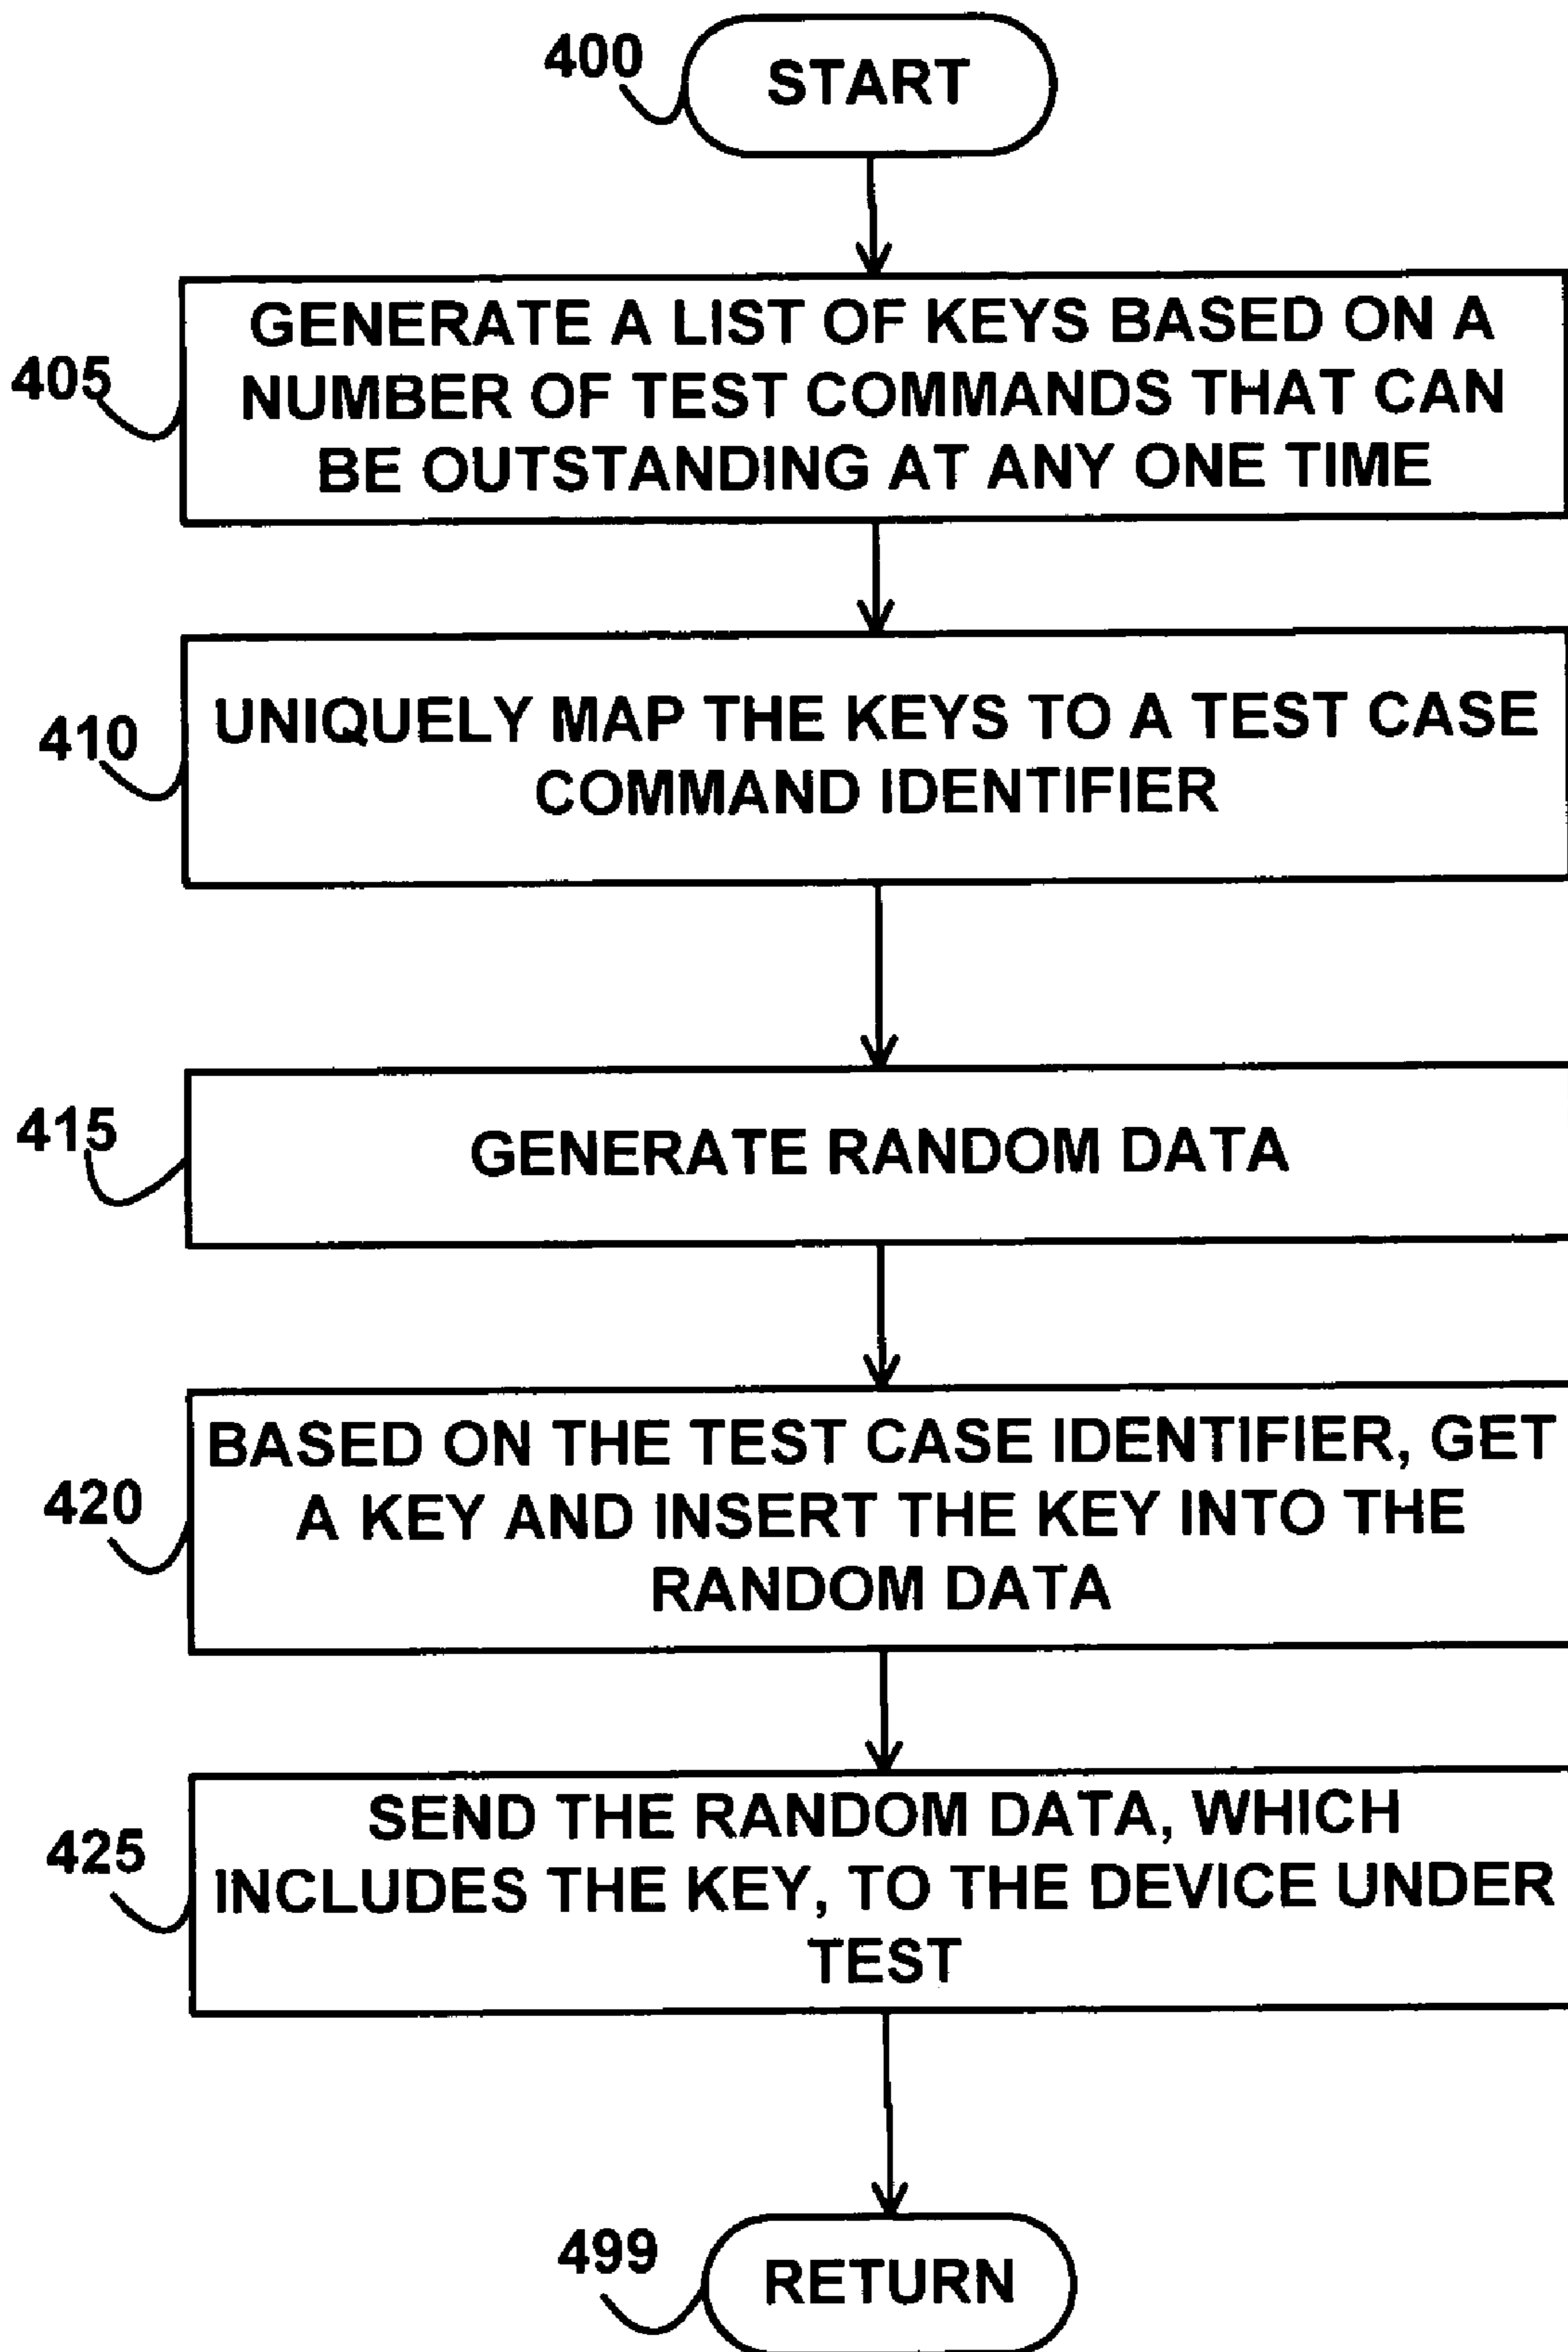 400
START
405
GENERATE A LIST OF KEYS BASED ON A
NUMBER OF TEST COMMANDS THAT CAN
BE OUTSTANDING AT ANY ONE TIME
410
UNIQUELY MAP THE KEYS TO A TEST CASE
COMMAND IDENTIFIER
415
GENERATE RANDOM DATA
420
BASED ON THE TEST CASE IDENTIFIER, GET
A KEY AND INSERT THE KEY INTO THE
RANDOM DATA
425
SEND THE RANDOM DATA, WHICH
INCLUDES THE KEY, TO THE DEVICE UNDER
TEST
499
RETURN